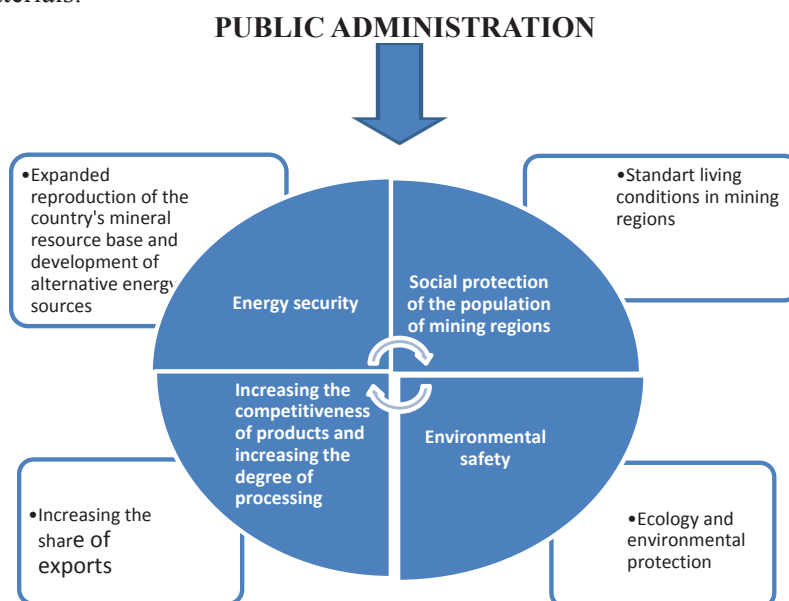 PUBLIC ADMINISTRATION
•Expanded
reproduction of the
country's mineral
resource base and
development of
alternative energy
sources
•Standart living
conditions in mining
regions
Energy security
Social protection
of the population
of mining regions
Increasing the
competitiveness
of products and
increasing the
degree of
processing
Environmental
safety
•Increasing the
share of
exports
•Ecology and
environmental
protection